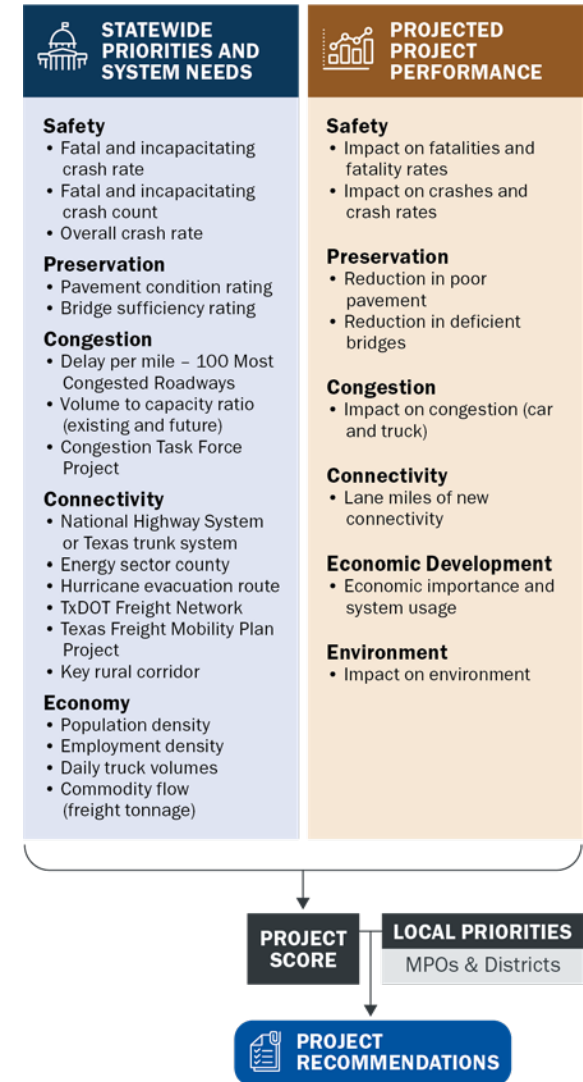 STATEWIDE
PRIORITIES AND
SYSTEM NEEDS
Safety
• Fatal and incapacitating
crash rate
• Fatal and incapacitating
crash count
• Overall crash rate
Preservation
• Pavement condition rating
• Bridge sufficiency rating
Congestion
• Delay per mile – 100 Most
Congested Roadways
• Volume to capacity ratio
(existing and future)
• Congestion Task Force
Project
Connectivity
• National Highway System
or Texas trunk system
• Energy sector county
• Hurricane evacuation route
• TxDOT Freight Network
• Texas Freight Mobility Plan
Project
• Key rural corridor
Economy
• Population density
• Employment density
• Daily truck volumes
• Commodity flow
(freight tonnage)
PROJECTED
PROJECT
PERFORMANCE
Safety
• Impact on fatalities and
fatality rates
• Impact on crashes and
crash rates
Preservation
• Reduction in poor
pavement
• Reduction in deficient
bridges
Congestion
• Impact on congestion (car
and truck)
Connectivity
• Lane miles of new
connectivity
Economic Development
• Economic importance and
system usage
Environment
• Impact on environment
PROJECT
SCORE
LOCAL PRIORITIES
MPOs & Districts
PROJECT
RECOMMENDATIONS